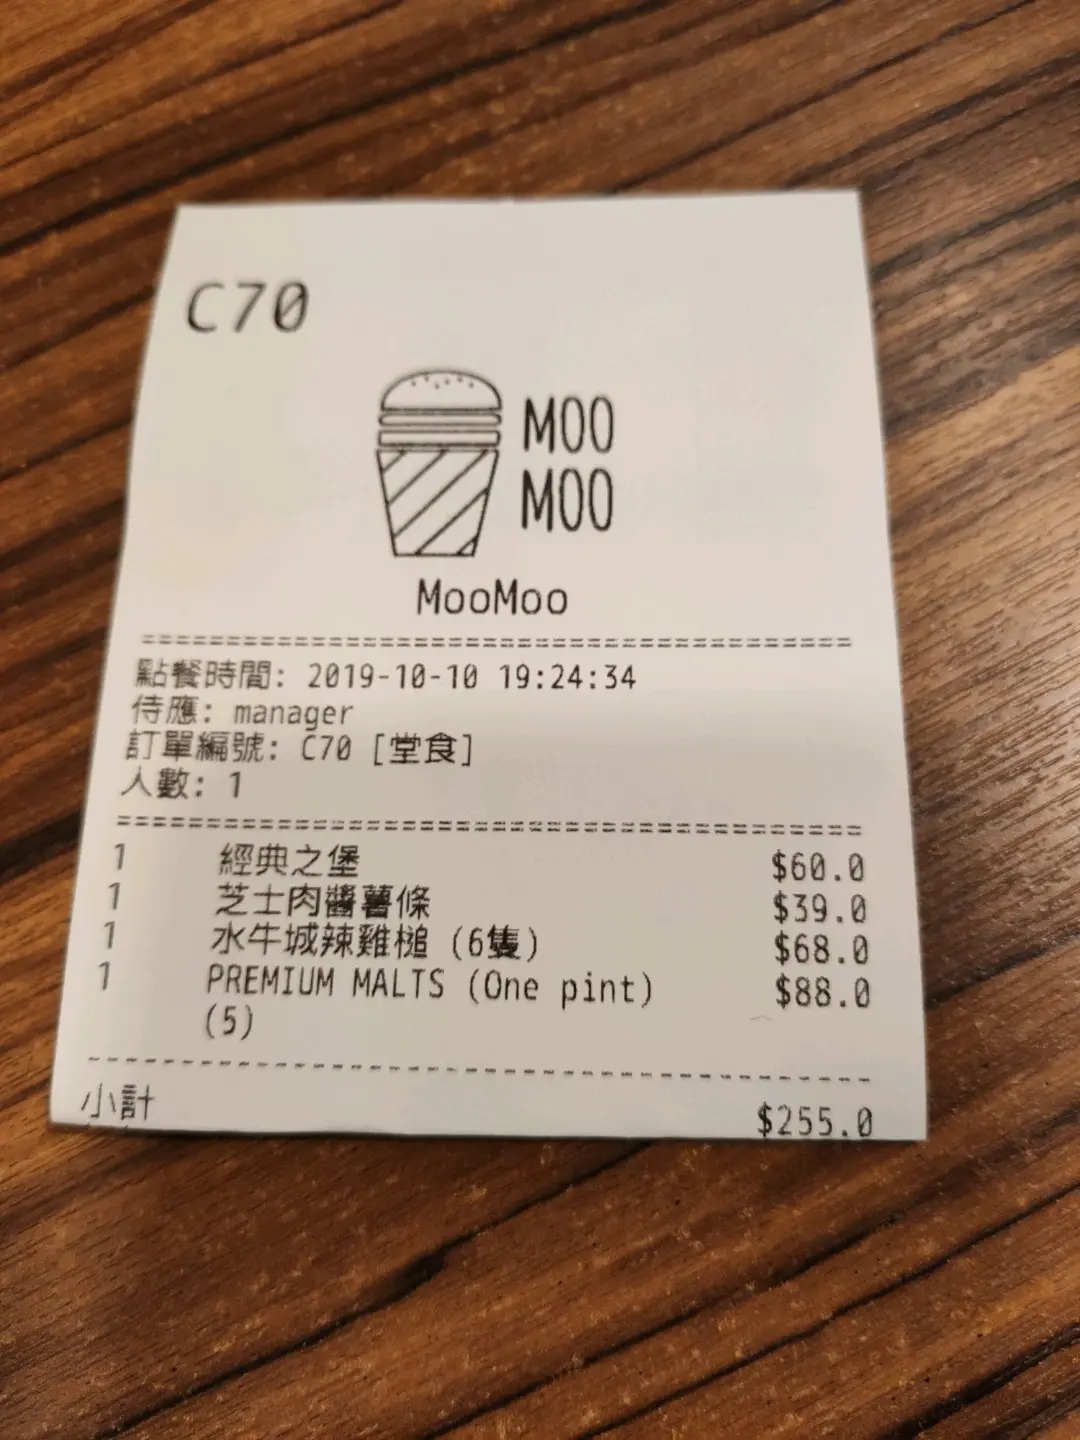 C70
MOO
MOO
MooMoo
點餐時間: 2019-10-10 19:24:34
侍應: manager
訂單編號: C70 [堂食]
人數: 1
1 經典之堡 $60.0
1 芝士肉醬薯條 $39.0
1 水牛城辣雞槌 (6隻) $68.0
1 PREMIUM MALTS (One pint) $88.0
(5)
小計 $255.0